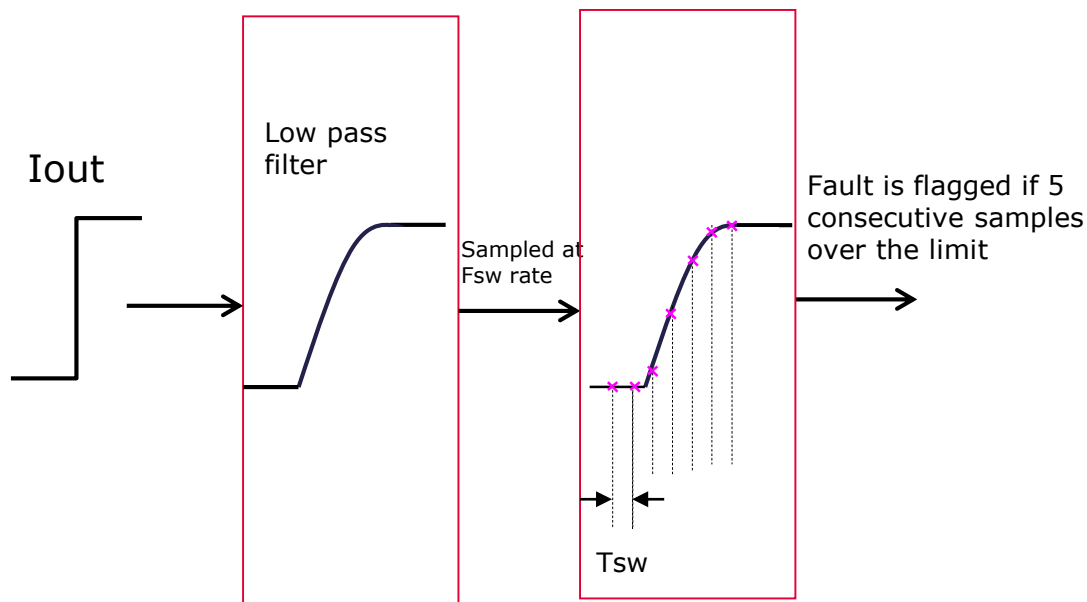 Iout
Low pass
filter
Sampled at
Fsw rate
Tsw
Fault is flagged if 5
consecutive samples
over the limit